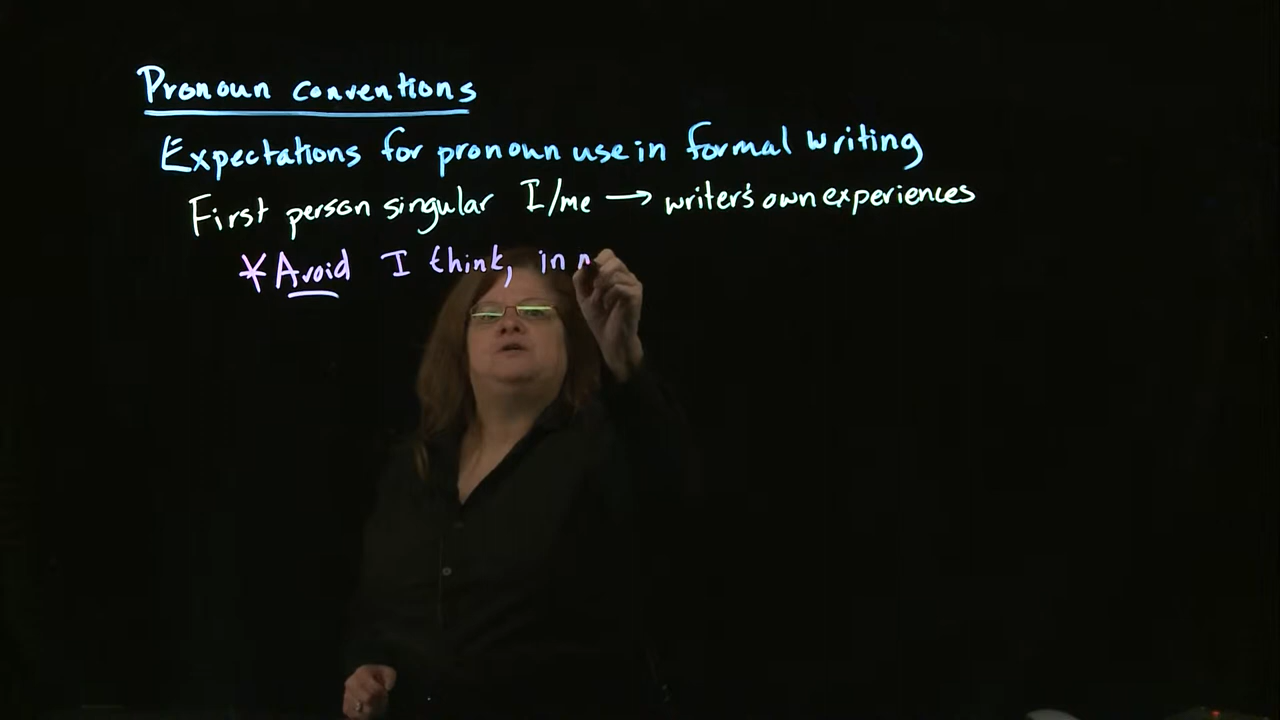 Pronoun conventions
Expectations for pronoun use in formal writing
First person singular I/me → writer's own experiences
*Avoid I think, in